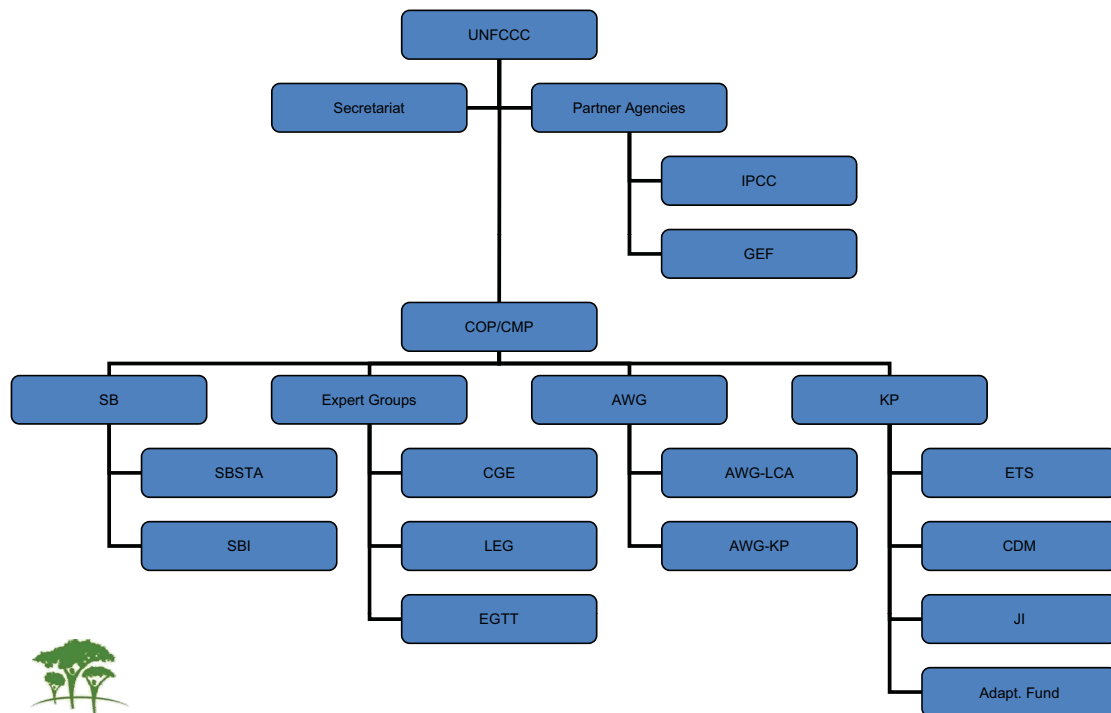 UNFCCC
Secretariat
Partner Agencies
IPCC
GEF
COP/CMP
SB
Expert Groups
AWG
KP
SBSTA
CGE
AWG-LCA
ETS
SBI
LEG
AWG-KP
CDM
EGTT
JI
Adapt. Fund